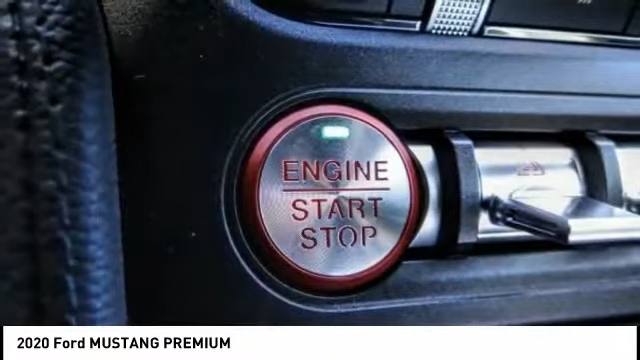 ENGINE
START
STOP
2020 Ford MUSTANG PREMIUM